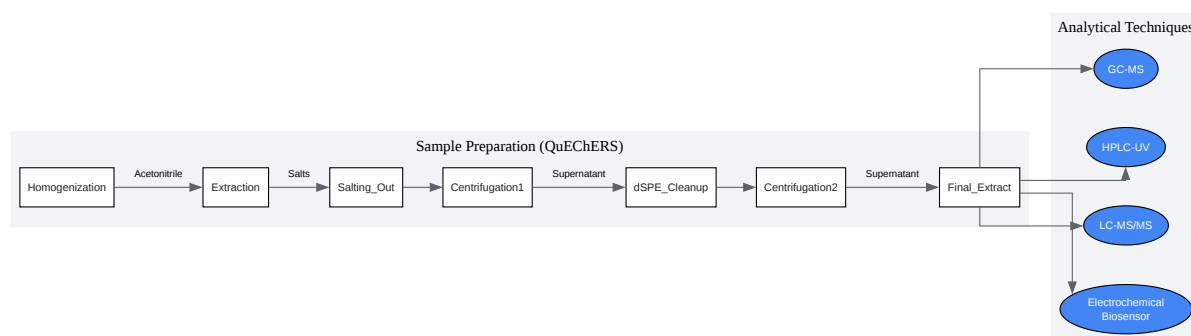 Analytical Techniques
GC-MS
Sample Preparation (QuEChERS)
HPLC-UV
Homogenization
Acetonitrile
Extraction
Salts
Salting_Out
Centrifugation1
Supernatant
dSPE_Cleanup
Centrifugation2
Supernatant
Final_Extract
LC-MS/MS
Electrochemical
Biosensor